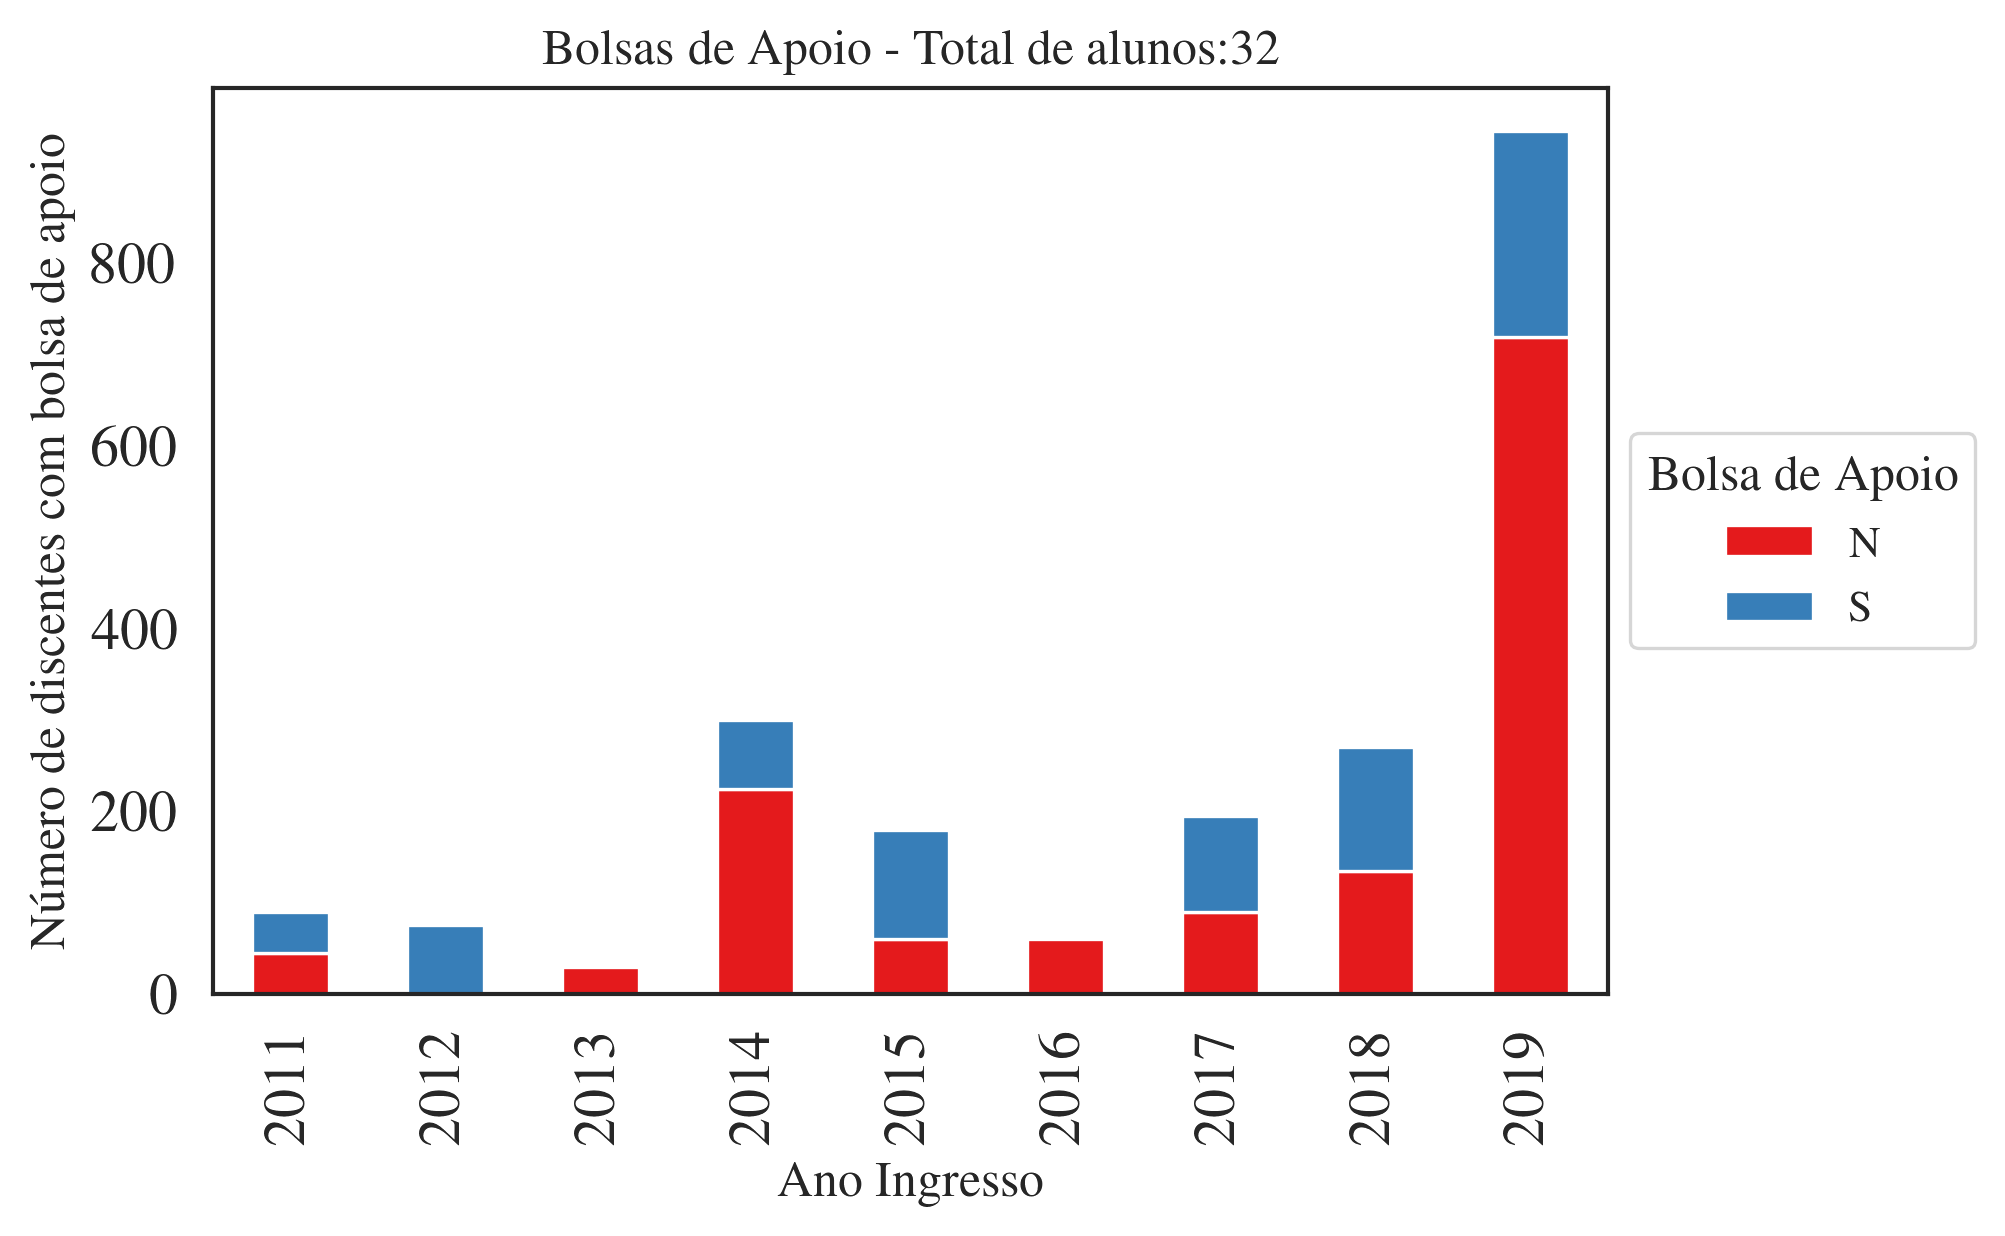 Bolsas de Apoio - Total de alunos:32
Número de discentes com bolsa de apoio
800
600
400
200
0
2011
2012
2013
2014
2015
2016
2017
2018
2019
Ano Ingresso
Bolsa de Apoio
N
S